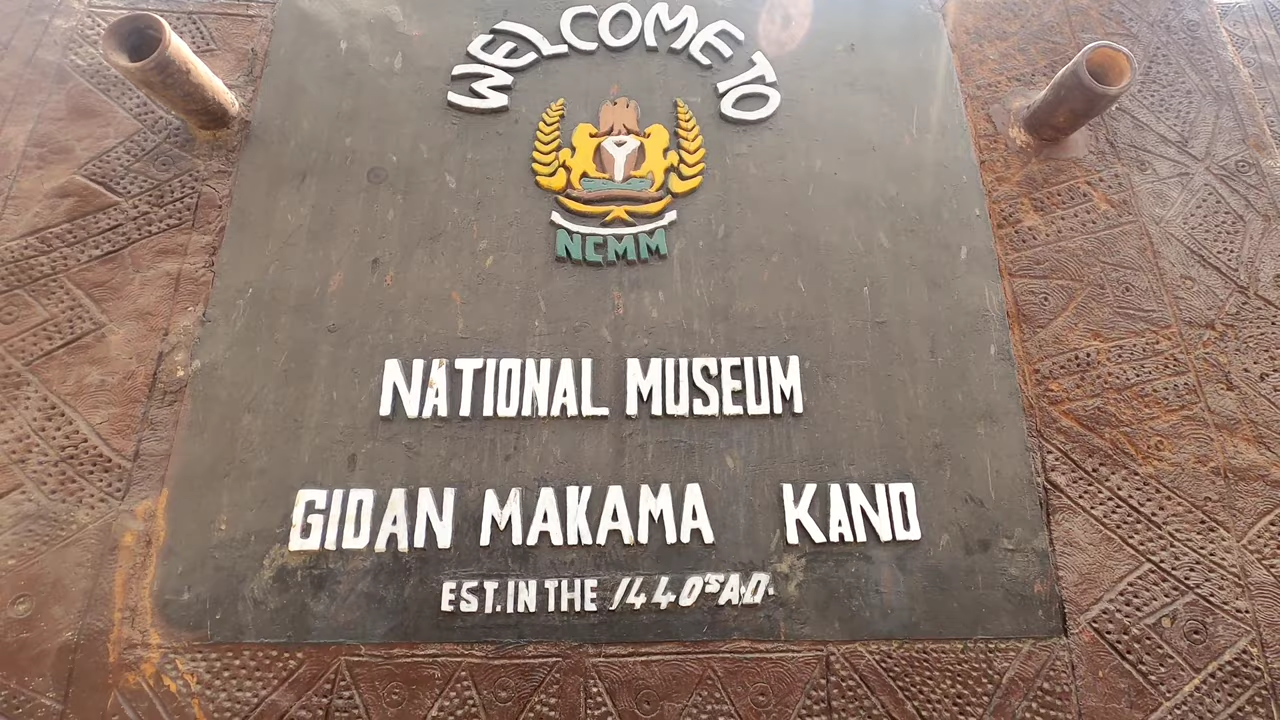 WELCOME TO
NCMM
NATIONAL MUSEUM
GIDAN MAKAMA KANO
EST. IN THE 1440'S A.D.